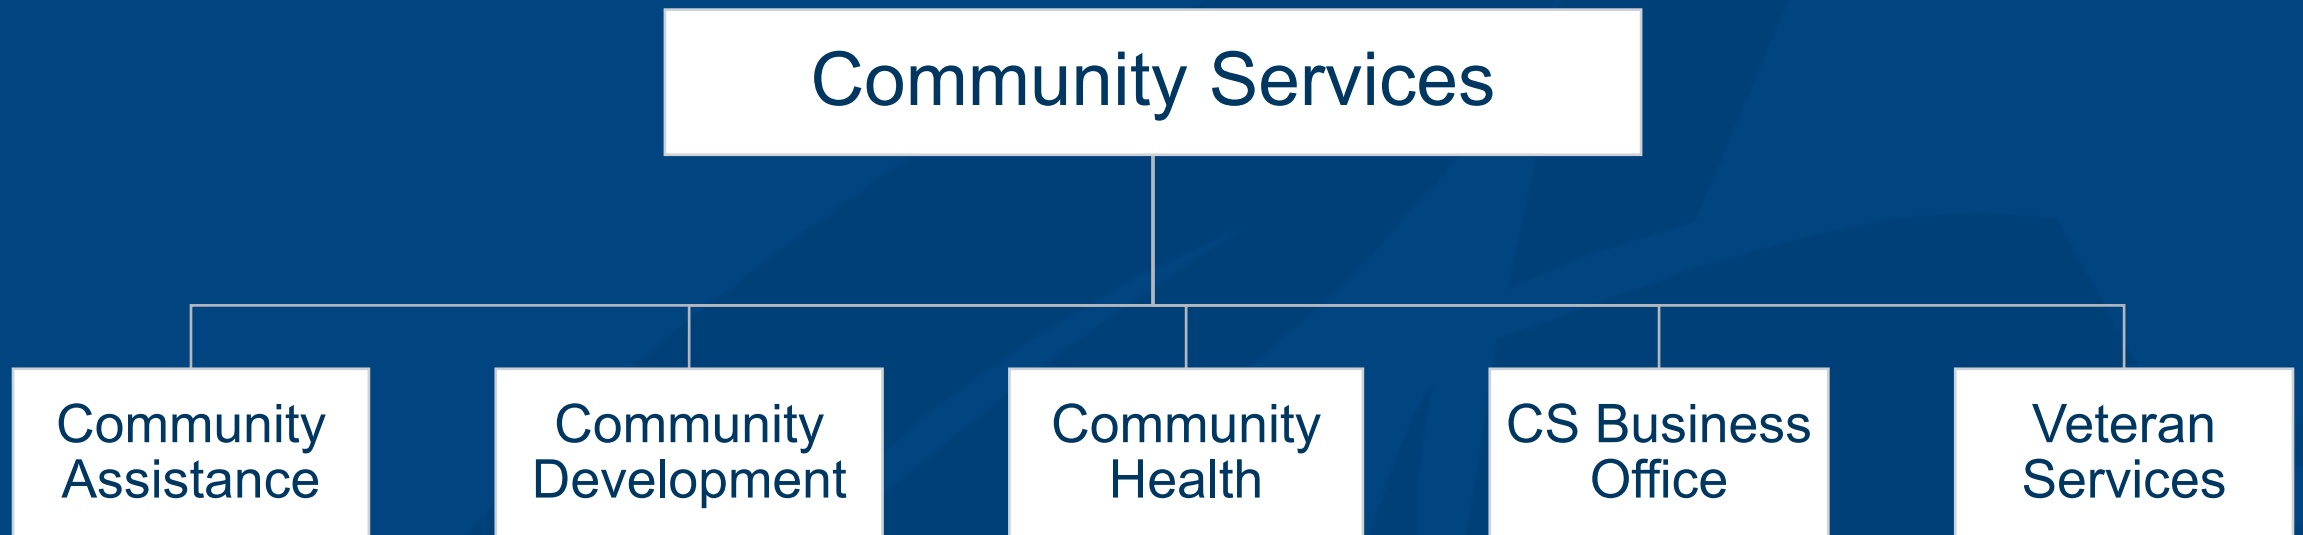 Community Services
Community
Assistance
Community
Development
Community
Health
CS Business
Office
Veteran
Services